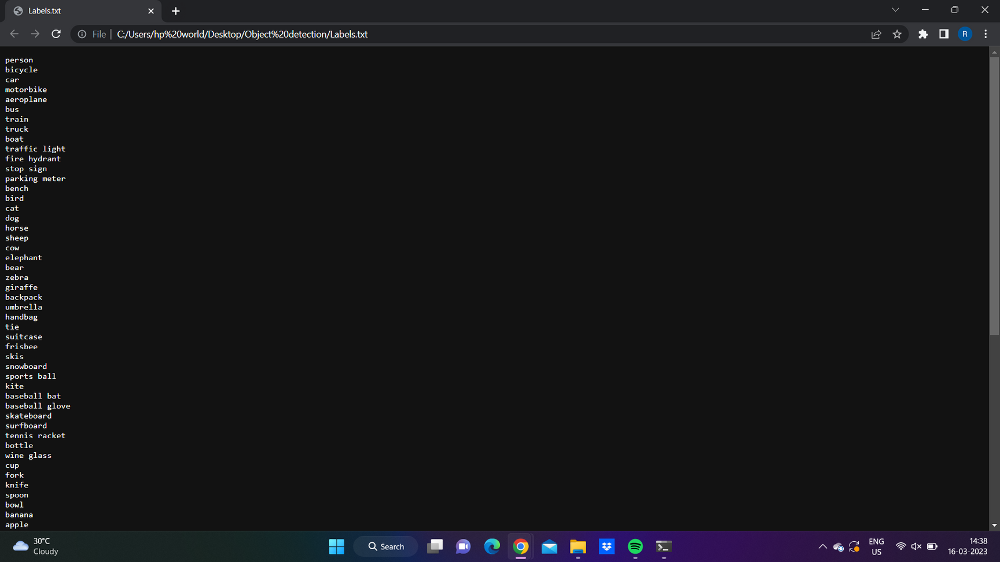 Labels.txt
File
C:/Users/hp%20world/Desktop/Object%20detection/Labels.txt
R
person
bicycle
car
motorbike
aeroplane
bus
train
truck
boat
traffic light
fire hydrant
stop sign
parking meter
bench
bird
cat
dog
horse
sheep
cow
elephant
bear
zebra
giraffe
backpack
umbrella
handbag
tie
suitcase
frisbee
skis
snowboard
sports ball
kite
baseball bat
baseball glove
skateboard
surfboard
tennis racket
bottle
wine glass
cup
fork
knife
spoon
bowl
banana
apple
30°C
Cloudy
Search
ENG
US
14:38
16-03-2023